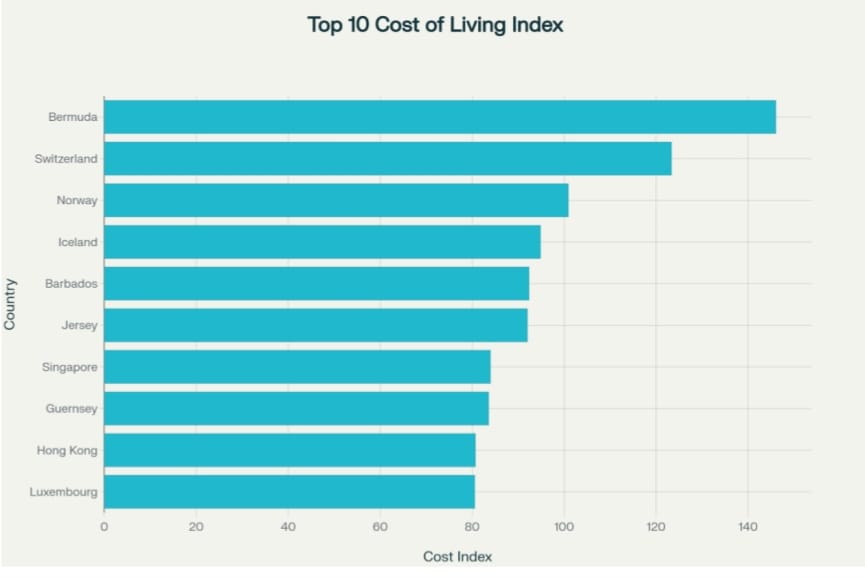 Top 10 Cost of Living Index
Country
Bermuda
Switzerland
Norway
Iceland
Barbados
Jersey
Singapore
Guernsey
Hong Kong
Luxembourg
0 20 40 60 80 100 120 140
Cost Index